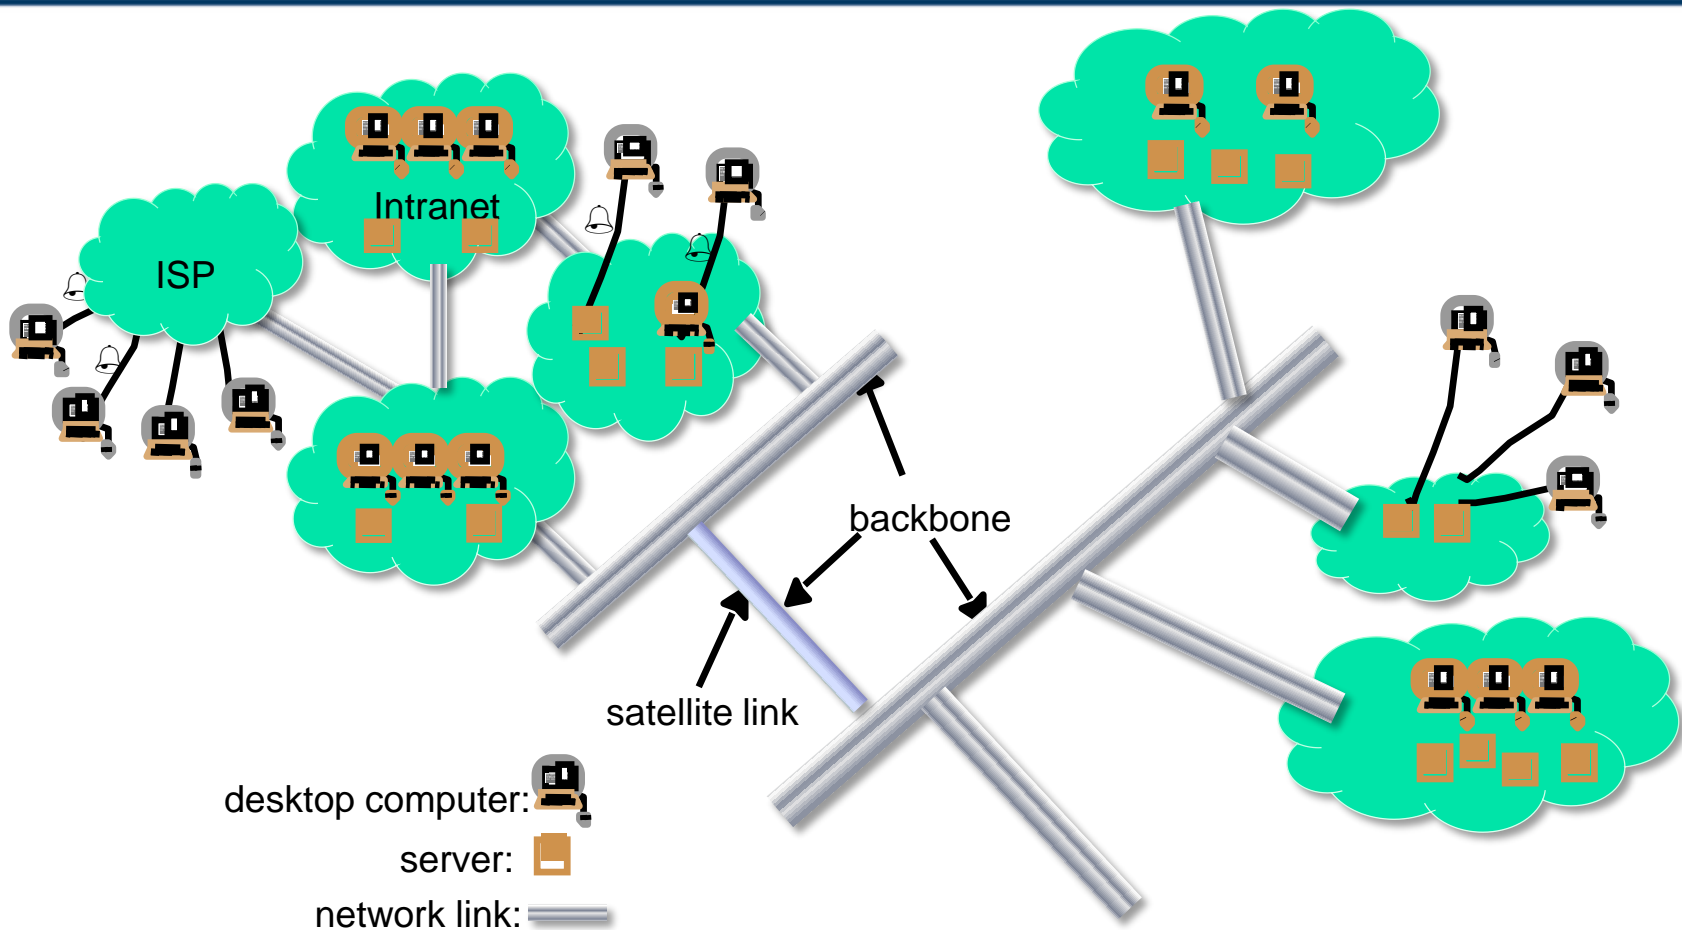 Intranet
ISP
backbone
satellite link
desktop computer:
server:
network link: